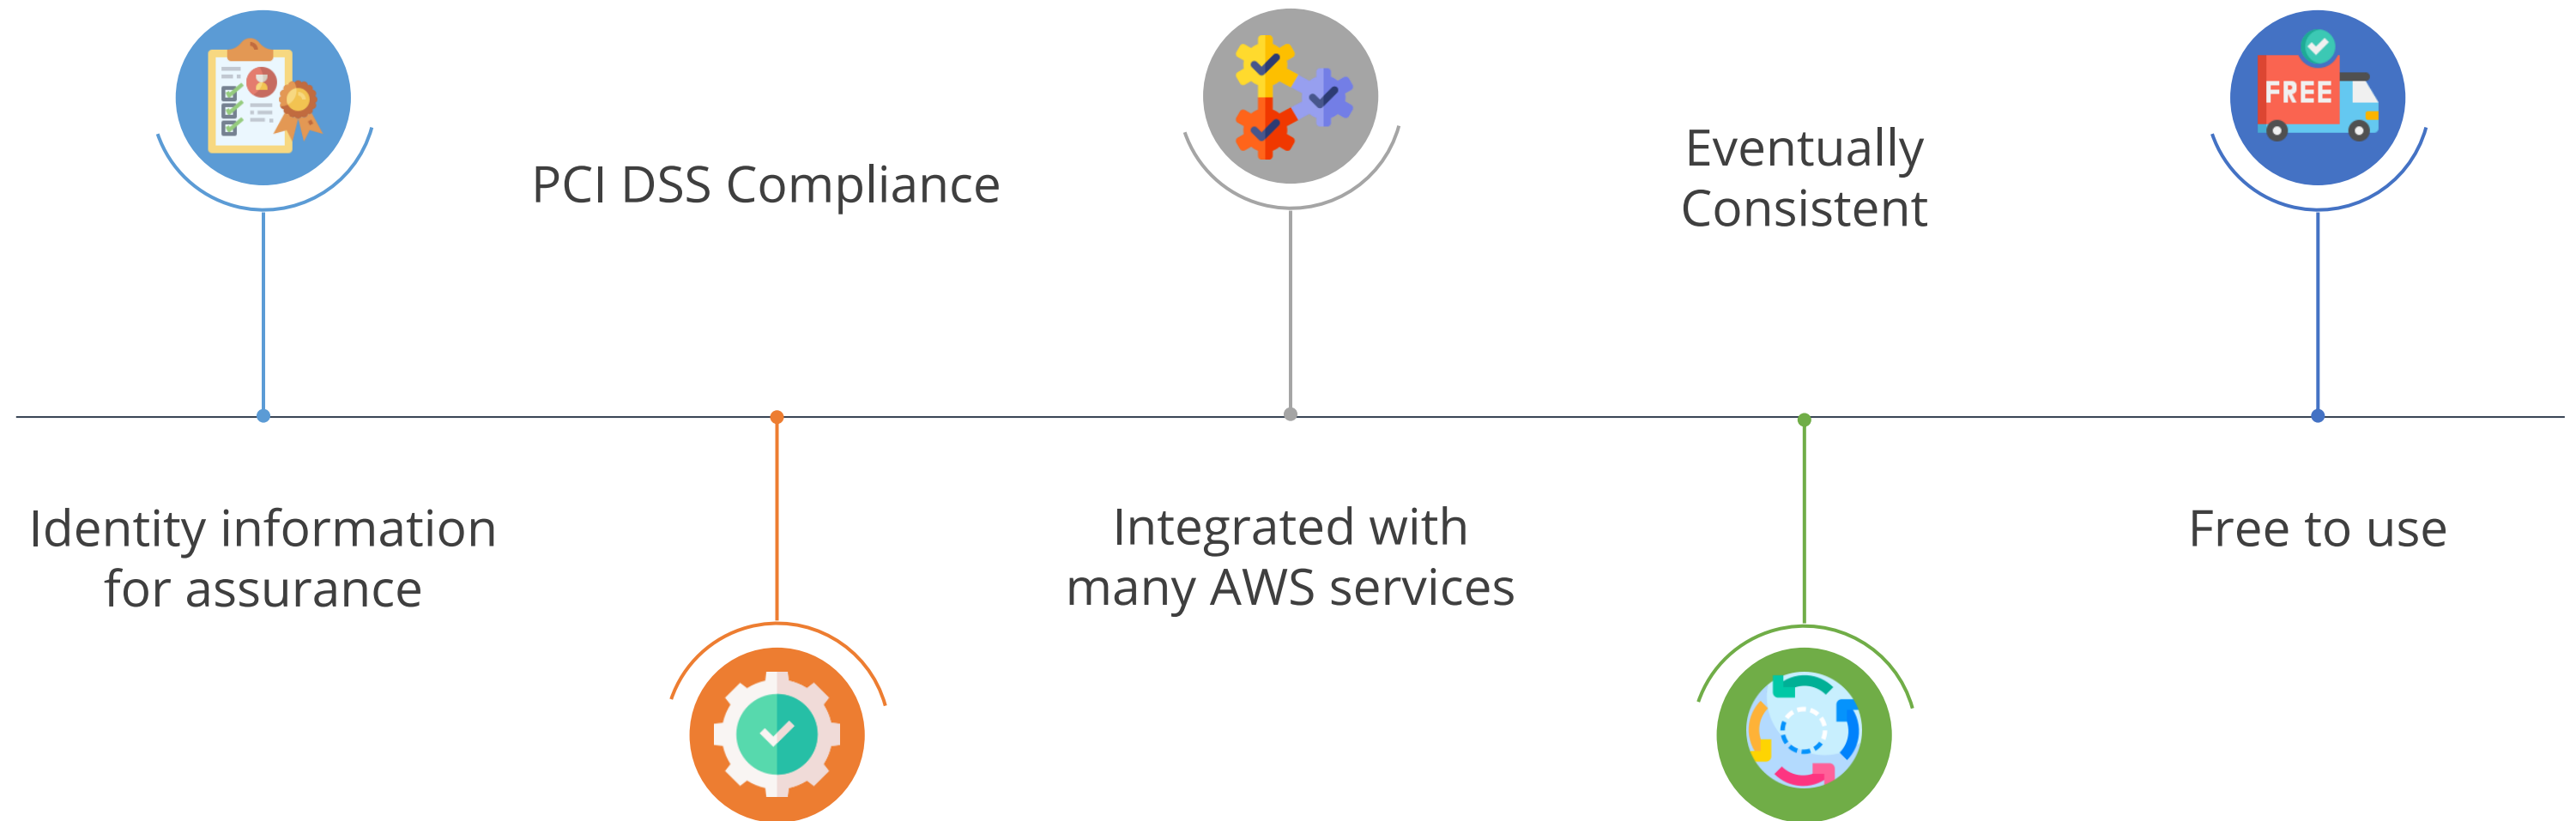 FREE
PCI DSS Compliance
Eventually
Consistent
Identity information
for assurance
Integrated with
many AWS services
Free to use